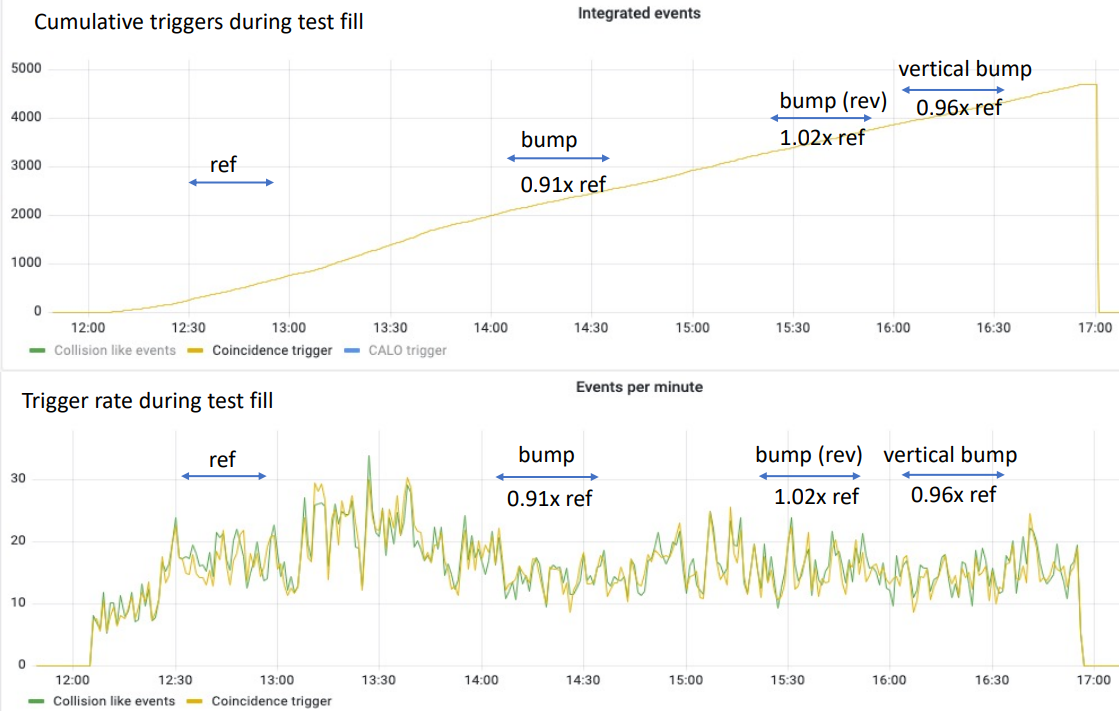 Cumulative triggers during test fill
Integrated events
5000
4000
3000
2000
1000
0
ref
bump
0.91x ref
bump (rev)
1.02x ref
vertical bump
0.96x ref
12:00 12:30 13:00 13:30 14:00 14:30 15:00 15:30 16:00 16:30 17:00
Collision like events Coincidence trigger CALO trigger
Trigger rate during test fill
Events per minute
30
20
10
0
ref
bump
0.91x ref
bump (rev)
1.02x ref
vertical bump
0.96x ref
12:00 12:30 13:00 13:30 14:00 14:30 15:00 15:30 16:00 16:30 17:00
Collision like events Coincidence trigger